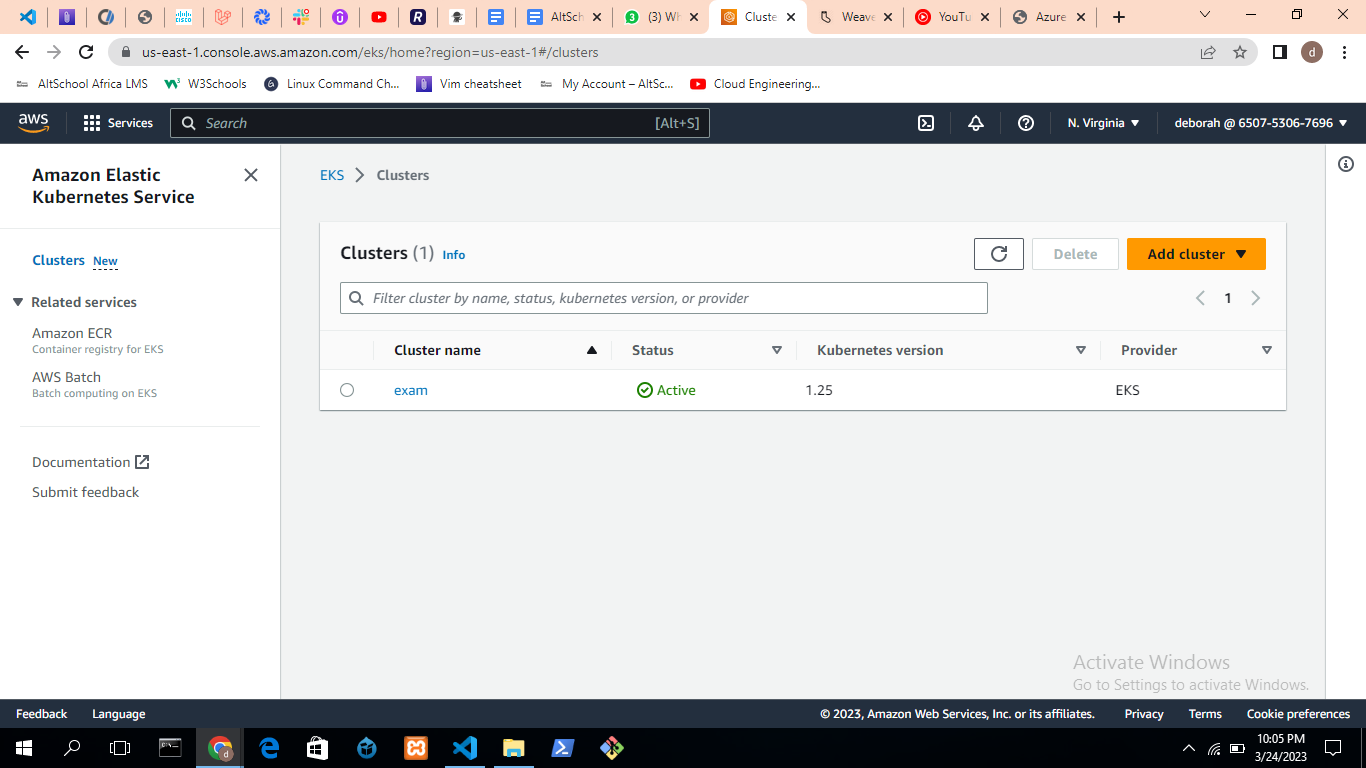 AltSch
(3) Wh
Cluste
Weave
YouTu
Azure
us-east-1.console.aws.amazon.com/eks/home?region=us-east-1#/clusters
d
AltSchool Africa LMS
W3Schools
Linux Command Ch...
Vim cheatsheet
My Account – AltSc...
Cloud Engineering...
aws
Services
Search
[Alt+S]
N. Virginia
deborah @ 6507-5306-7696
Amazon Elastic
Kubernetes Service
Clusters New
Related services
Amazon ECR
Container registry for EKS
AWS Batch
Batch computing on EKS
Documentation
Submit feedback
EKS > Clusters
Clusters (1) Info
Delete
Add cluster
Filter cluster by name, status, kubernetes version, or provider
1
Cluster name
Status
Kubernetes version
Provider
exam
Active
1.25
EKS
Activate Windows
Go to Settings to activate Windows.
Feedback
Language
© 2023, Amazon Web Services, Inc. or its affiliates.
Privacy
Terms
Cookie preferences
10:05 PM
3/24/2023